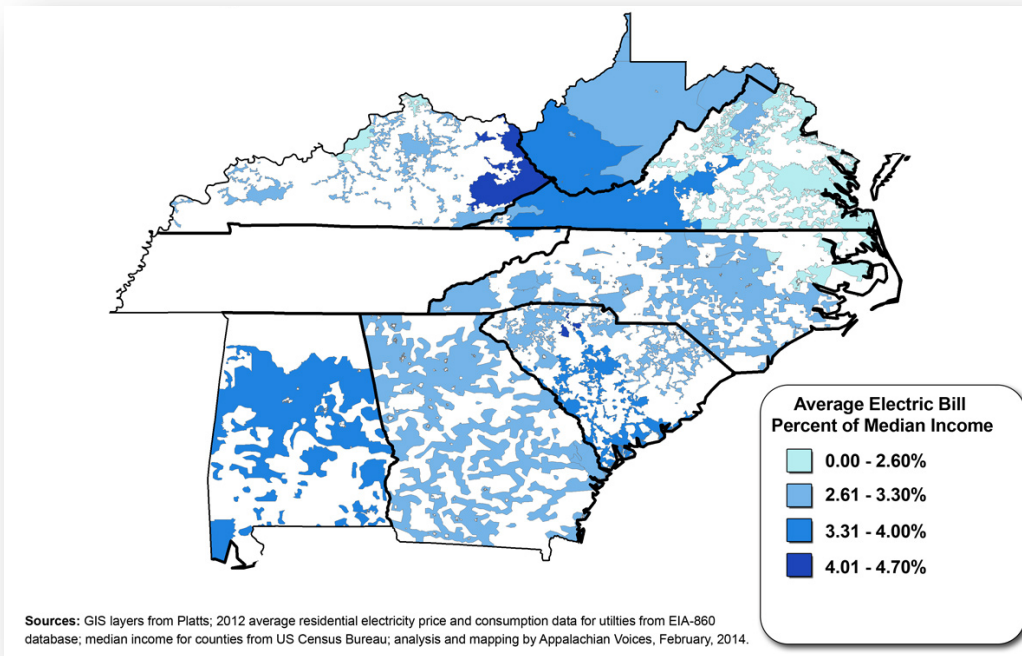 Average Electric Bill
Percent of Median Income
0.00 - 2.60%
2.61 - 3.30%
3.31 - 4.00%
4.01 - 4.70%
Sources: GIS layers from Platts; 2012 average residential electricity price and consumption data for utilties from EIA-860
database; median income for counties from US Census Bureau; analysis and mapping by Appalachian Voices, February, 2014.